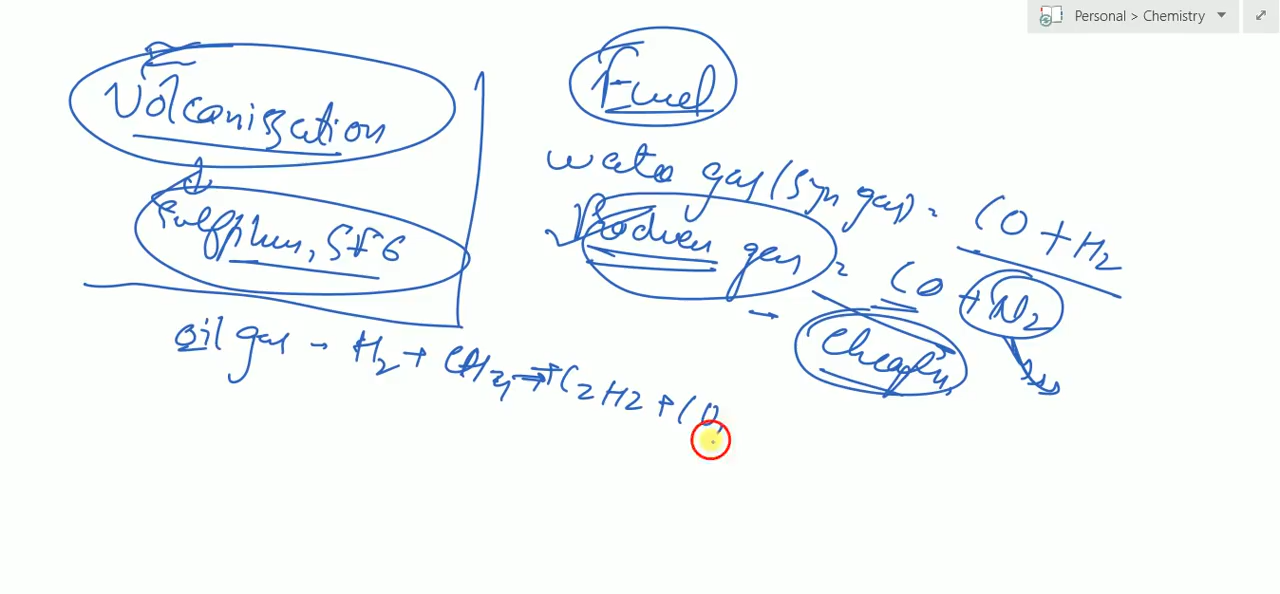 Personal > Chemistry
Volcanization
Sulphur, SF6
Fuel
water gas (syn gas) = CO + H2
Producer gas = CO + N2
→ Cheaply
oil gas - H2 + CH4 + C2H2 + CO,